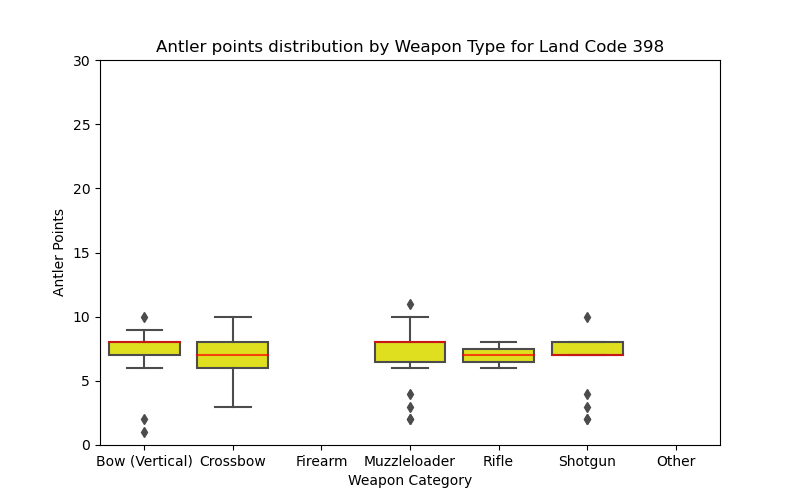 Antler points distribution by Weapon Type for Land Code 398
30
25
20
15
10
5
0
Antler Points
Bow (Vertical) Crossbow Firearm Muzzleloader Rifle Shotgun Other
Weapon Category